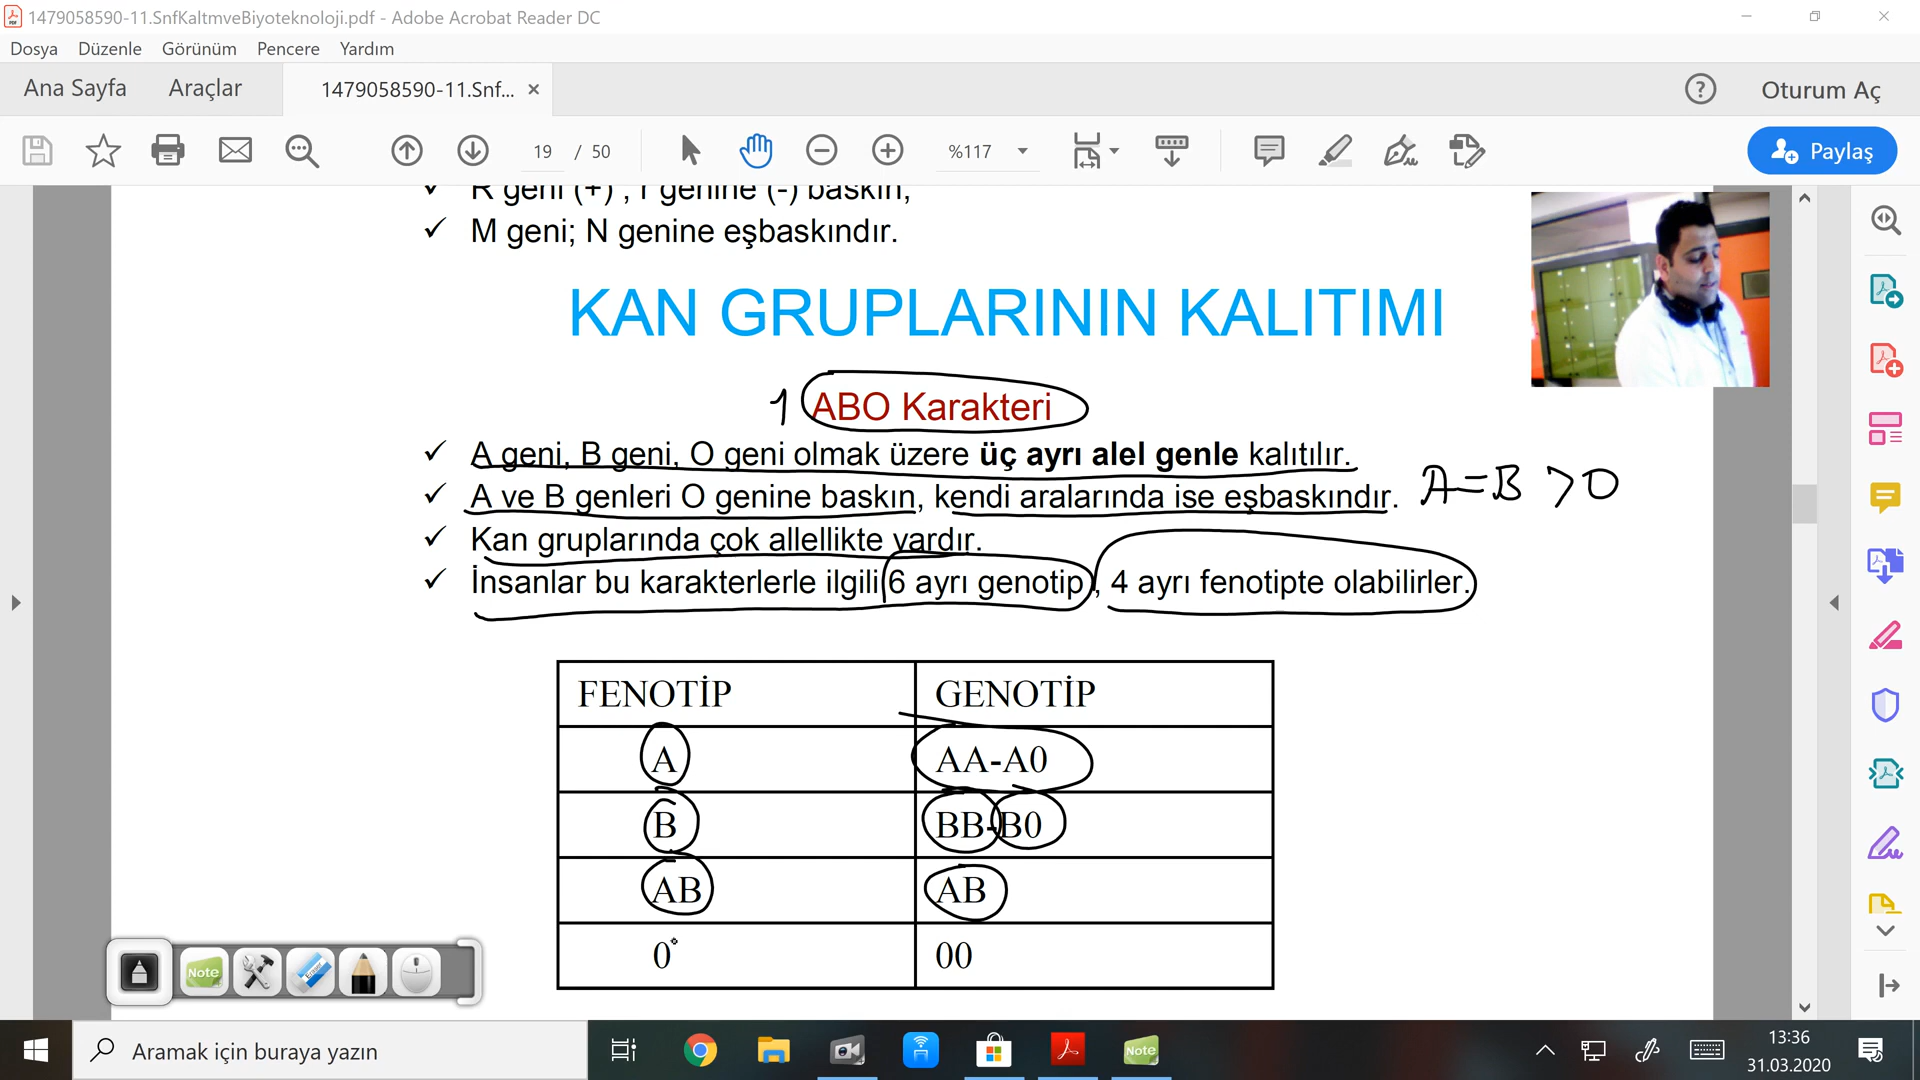 1479058590-11.SnfKaltmveBiyoteknoloji.pdf - Adobe Acrobat Reader DC
Dosya Düzenle Görünüm Pencere Yardım
Ana Sayfa Araçlar 1479058590-11.Snf... Oturum Aç
19 / 50 %117 Paylaş
R geni (+) , r genine (-) baskın,
M geni; N genine eşbaskındır.
KAN GRUPLARININ KALITIMI
1 ABO Karakteri
A geni, B geni, O geni olmak üzere üç ayrı alel genle kalıtılır.
A ve B genleri O genine baskın, kendi aralarında ise eşbaskındır. A=B >O
Kan gruplarında çok allellikte vardır.
İnsanlar bu karakterlerle ilgili 6 ayrı genotip, 4 ayrı fenotipte olabilirler.
FENOTİP GENOTİP
A AA-A0
B BB-B0
AB AB
0 00
Note
Aramak için buraya yazın
Note
13:36
31.03.2020